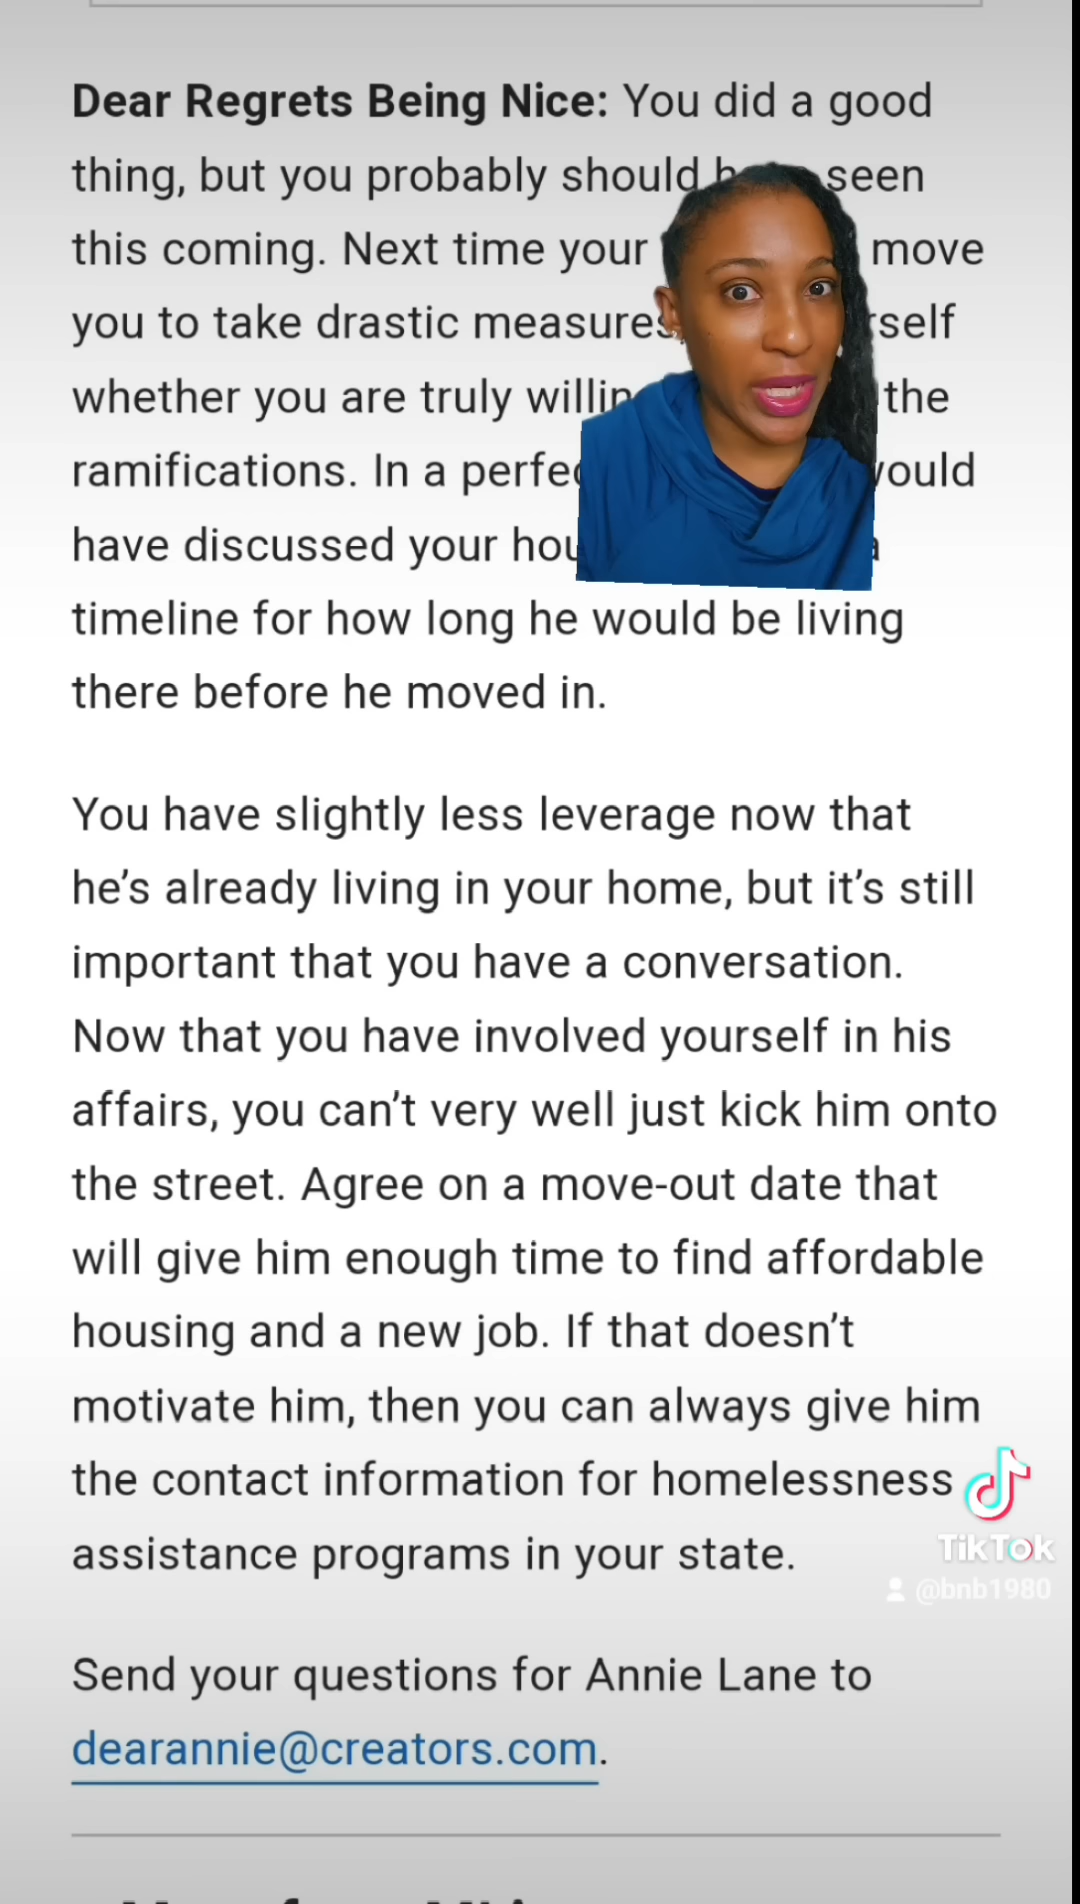 Dear Regrets Being Nice: You did a good
thing, but you probably should seen
this coming. Next time your move
you to take drastic measures
whether you are truly the
ramifications. In a
have discussed your
timeline for how long he would be living
there before he moved in.
You have slightly less leverage now that
he’s already living in your home, but it’s still
important that you have a conversation.
Now that you have involved yourself in his
affairs, you can’t very well just kick him onto
the street. Agree on a move-out date that
will give him enough time to find affordable
housing and a new job. If that doesn’t
motivate him, then you can always give him
the contact information for homelessness
assistance programs in your state.
TikTok
@bnb1980
Send your questions for Annie Lane to
dearannie@creators.com.